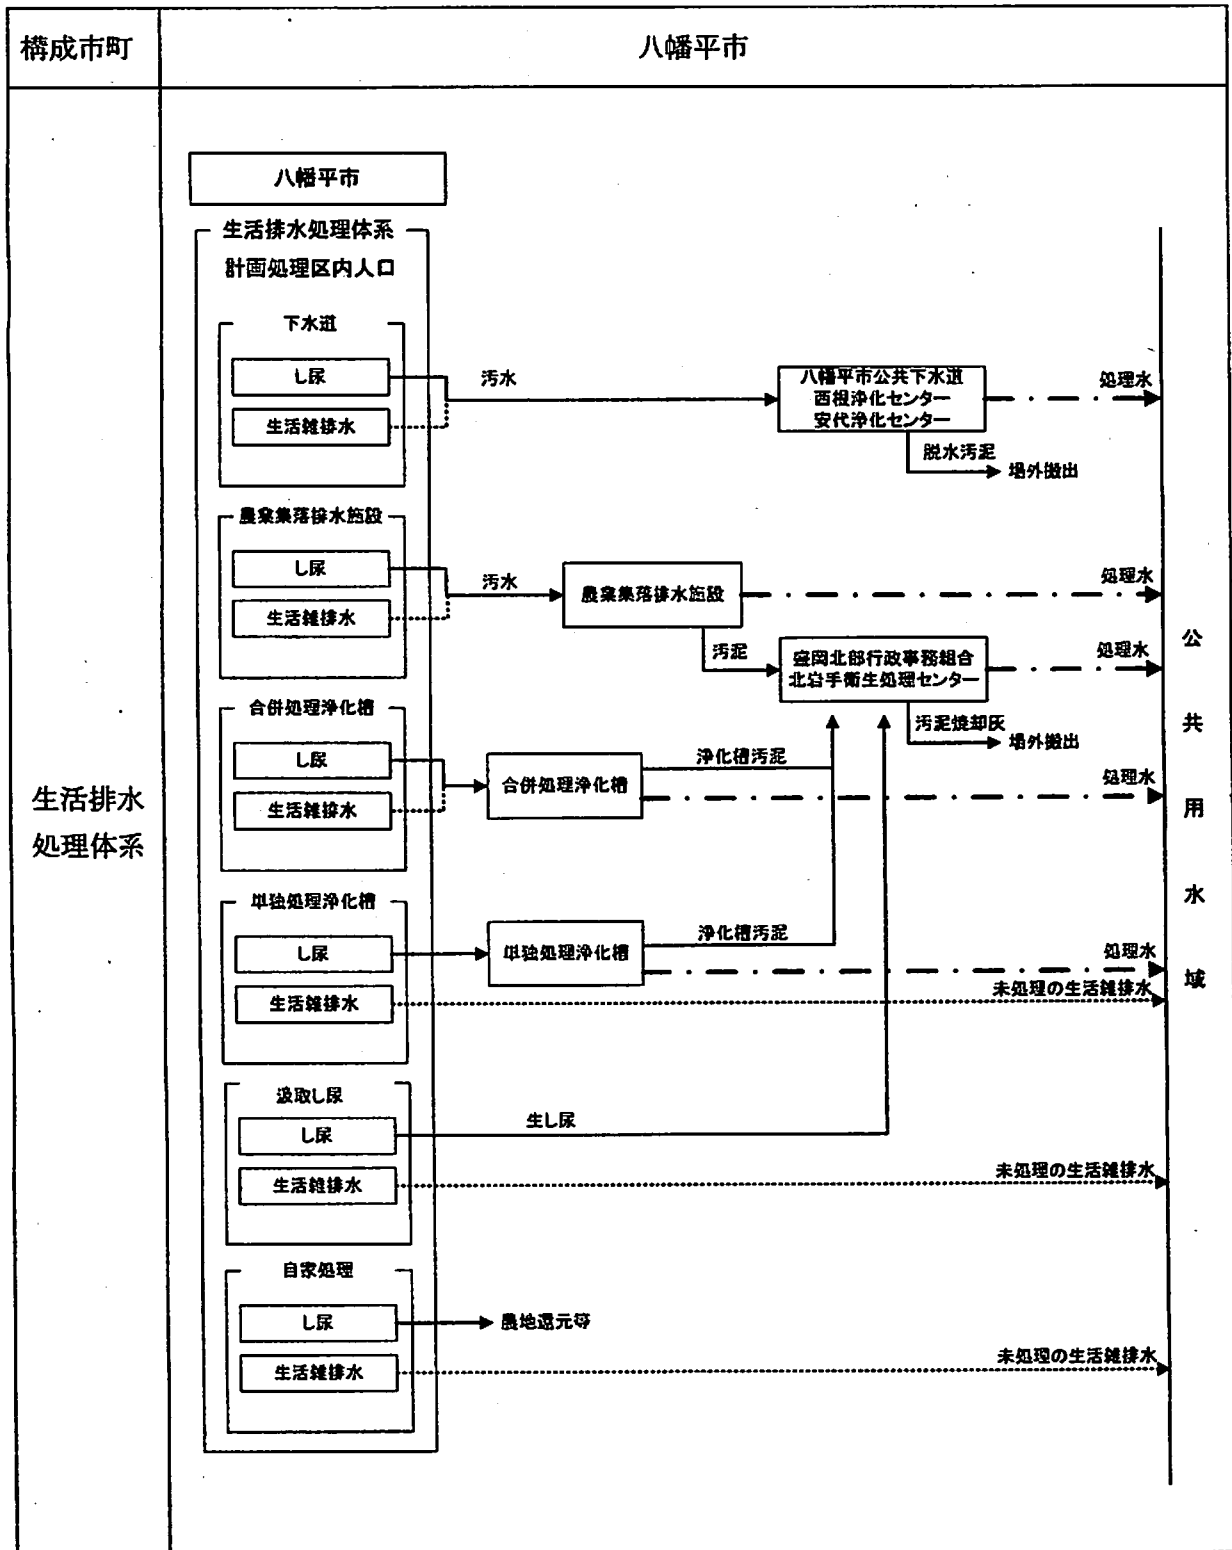 構成市町
八幡平市
生活排水
処理体系
八幡平市
生活排水処理体系
計画処理区内人口
下水道
し尿
生活雑排水
汚水
八幡平市公共下水道
西根浄化センター
安代浄化センター
処理水
脱水汚泥
場外搬出
農業集落排水施設
し尿
生活雑排水
汚水
農業集落排水施設
処理水
汚泥
盛岡北部行政事務組合
北岩手衛生処理センター
処理水
汚泥焼却灰
場外搬出
合併処理浄化槽
し尿
生活雑排水
合併処理浄化槽
浄化槽汚泥
処理水
単独処理浄化槽
し尿
生活雑排水
単独処理浄化槽
浄化槽汚泥
処理水
未処理の生活雑排水
汲取し尿
し尿
生活雑排水
生し尿
未処理の生活雑排水
自家処理
し尿
生活雑排水
農地還元等
未処理の生活雑排水
公共用水域